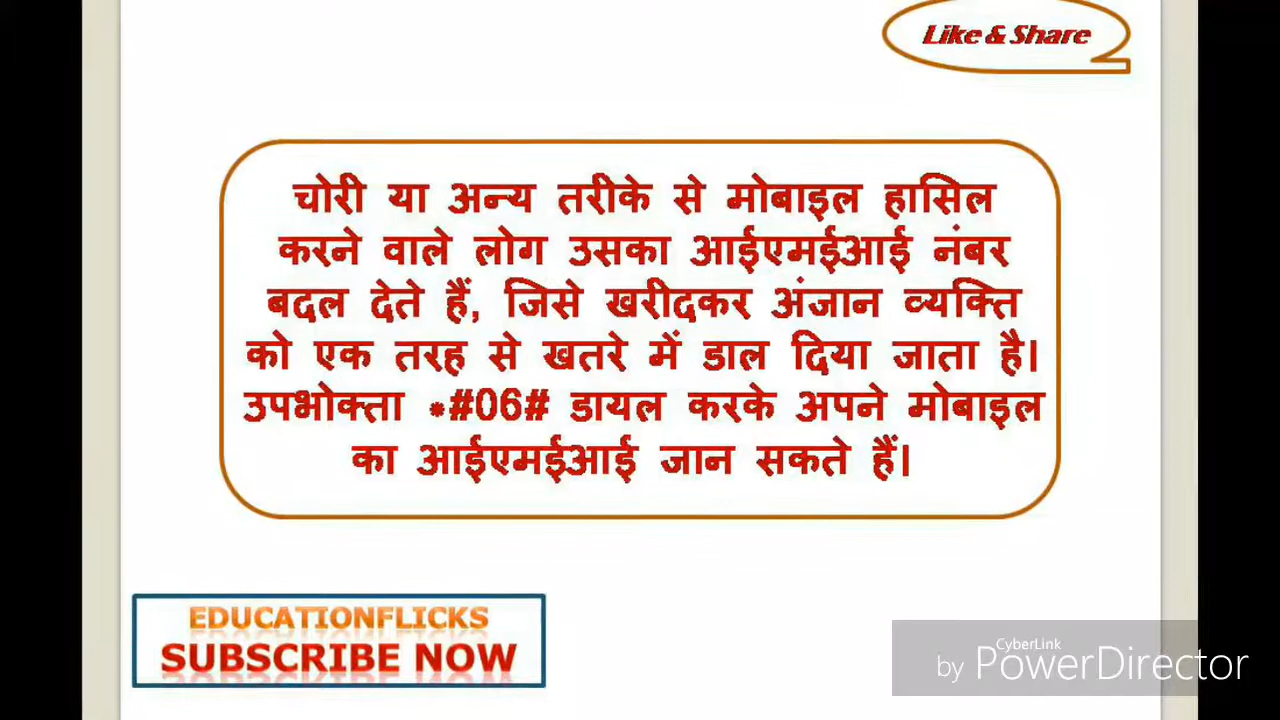 Like & Share
चोरी या अन्य तरीके से मोबाइल हासिल
करने वाले लोग उसका आईएमईआई नंबर
बदल देते हैं, जिसे खरीदकर अंजान व्यक्ति
को एक तरह से खतरे में डाल दिया जाता है।
उपभोक्ता *#06# डायल करके अपने मोबाइल
का आईएमईआई जान सकते हैं।
EDUCATIONFLICKS
SUBSCRIBE NOW
CyberLink
by PowerDirector